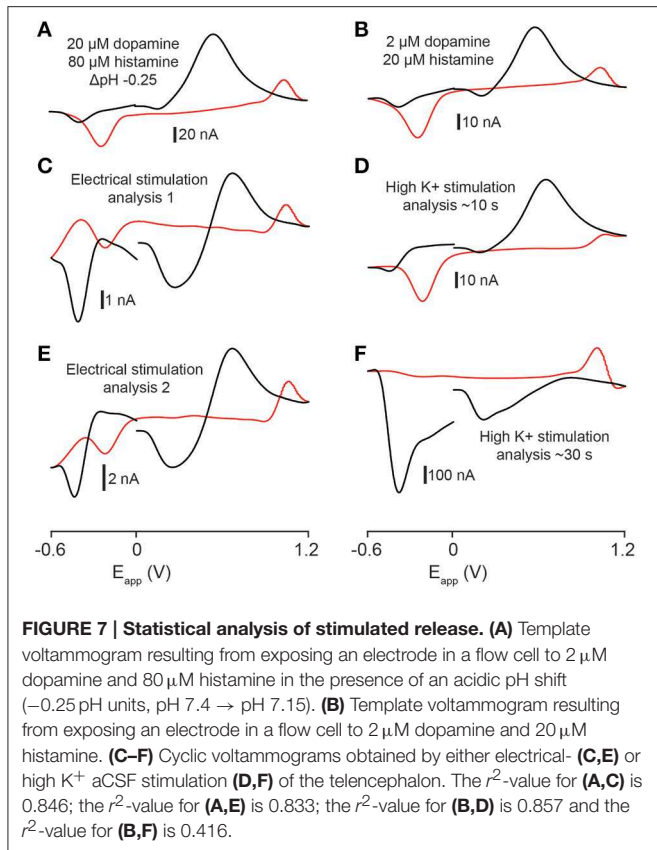 A
20 µM dopamine
80 µM histamine
ΔpH -0.25
20 nA
B
2 µM dopamine
20 µM histamine
10 nA
C
Electrical stimulation
analysis 1
1 nA
D
High K+ stimulation
analysis ~10 s
10 nA
E
Electrical stimulation
analysis 2
2 nA
F
High K+ stimulation
analysis ~30 s
100 nA
-0.6 0 1.2
E app (V)
-0.6 0 1.2
E app (V)
FIGURE 7 | Statistical analysis of stimulated release. (A) Template
voltammogram resulting from exposing an electrode in a flow cell to 2 µM
dopamine and 80 µM histamine in the presence of an acidic pH shift
(−0.25 pH units, pH 7.4 → pH 7.15). (B) Template voltammogram resulting
from exposing an electrode in a flow cell to 2 µM dopamine and 20 µM
histamine. (C–F) Cyclic voltammograms obtained by either electrical- (C,E) or
high K⁺ aCSF stimulation (D,F) of the telencephalon. The r²-value for (A,C) is
0.846; the r²-value for (A,E) is 0.833; the r²-value for (B,D) is 0.857 and the
r²-value for (B,F) is 0.416.